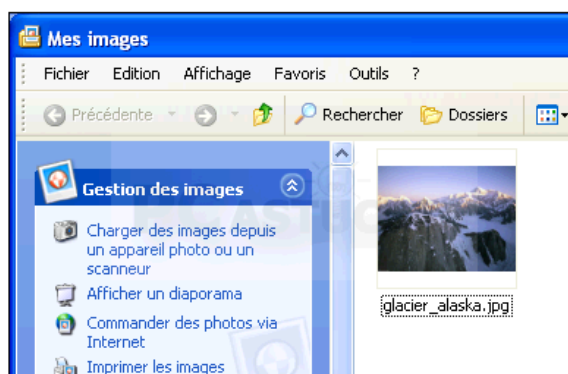 Mes images
Fichier Edition Affichage Favoris Outils ?
Précédente Rechercher Dossiers
Gestion des images
Charger des images depuis
un appareil photo ou un
scanneur
Afficher un diaporama
Commander des photos via
Internet
Imprimer les images
glacier_alaska.jpg